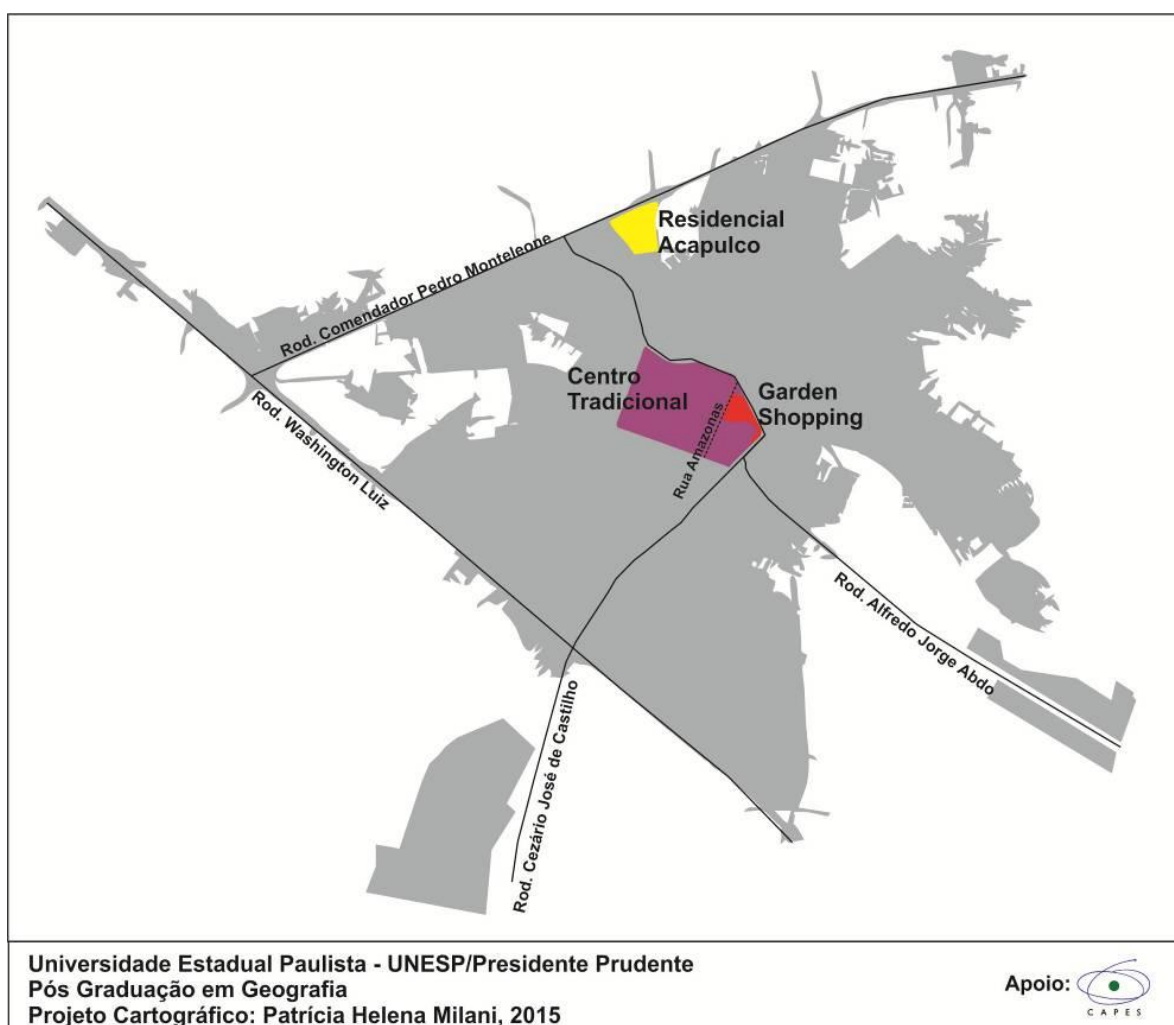 Residencial
Acapulco
Rod. Comendador Pedro Monteleone
Centro
Tradicional
Garden
Shopping
Rua Amazonas
Rod. Washington Luiz
Rod. Alfredo Jorge Abdo
Rod. Cezário José de Castilho
Universidade Estadual Paulista - UNESP/Presidente Prudente
Pós Graduação em Geografia
Projeto Cartográfico: Patrícia Helena Milani, 2015
Apoio:
CAPES